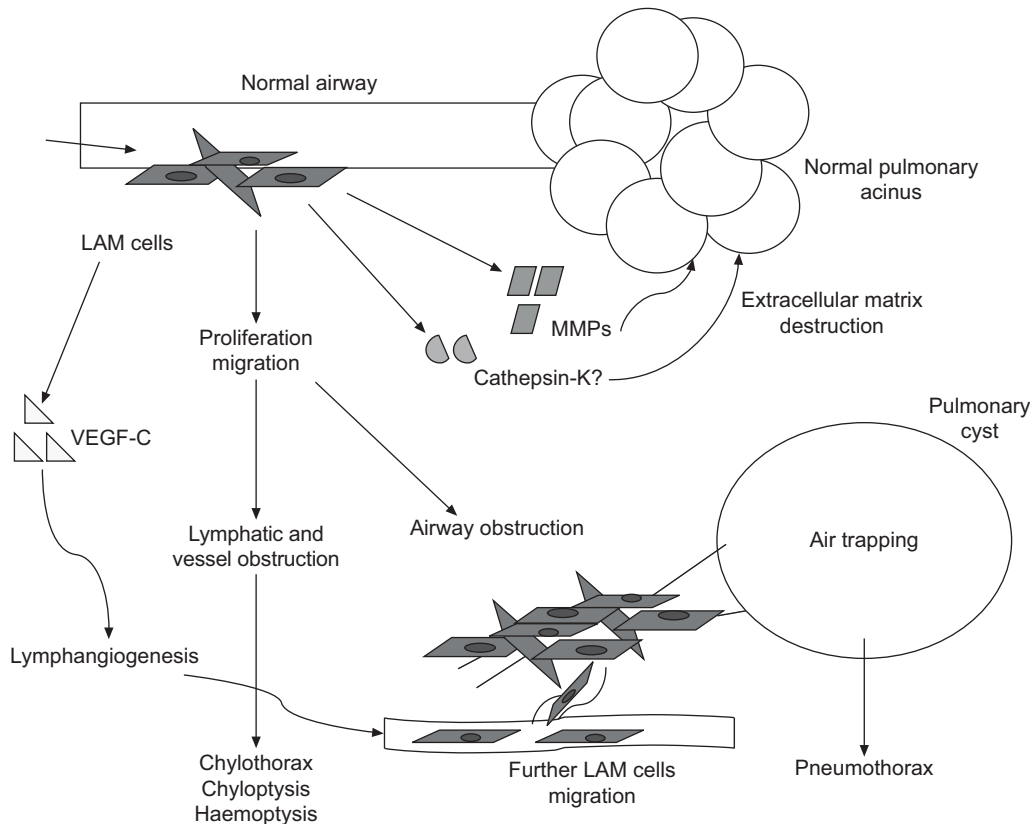 Normal airway
Normal pulmonary
acinus
LAM cells
Extracellular matrix
destruction
MMPs
Proliferation
migration
Cathepsin-K?
Pulmonary
cyst
VEGF-C
Airway obstruction
Lymphatic and
vessel obstruction
Air trapping
Lymphangiogenesis
Chylothorax
Chyloptysis
Haemoptysis
Further LAM cells
migration
Pneumothorax